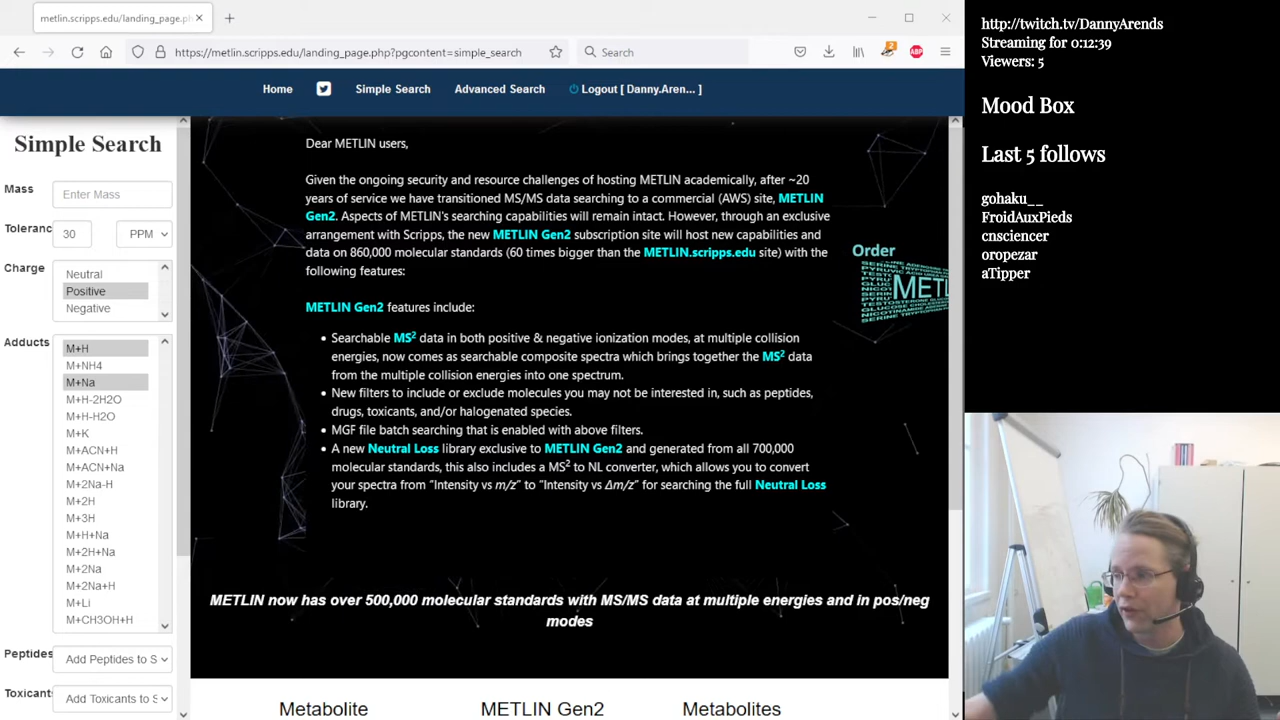 metlin.scripps.edu/landing_page.ph
https://metlin.scripps.edu/landing_page.php?pgcontent=simple_search
Search
2
ABP
Home
Simple Search
Advanced Search
Logout [ Danny.Aren... ]
Simple Search
Mass
Enter Mass
Toleranc
30
PPM
Charge
Neutral
Positive
Negative
Adducts
M+H
M+NH4
M+Na
M+H-2H2O
M+H-H2O
M+K
M+ACN+H
M+ACN+Na
M+2Na-H
M+2H
M+3H
M+H+Na
M+2H+Na
M+2Na
M+2Na+H
M+Li
M+CH3OH+H
Peptides
Add Peptides to S
Toxicants
Add Toxicants to S
Dear METLIN users,
Given the ongoing security and resource challenges of hosting METLIN academically, after ~20
years of service we have transitioned MS/MS data searching to a commercial (AWS) site, METLIN
Gen2. Aspects of METLIN's searching capabilities will remain intact. However, through an exclusive
arrangement with Scripps, the new METLIN Gen2 subscription site will host new capabilities and
data on 860,000 molecular standards (60 times bigger than the METLIN.scripps.edu site) with the
following features:
METLIN Gen2 features include:
• Searchable MS² data in both positive & negative ionization modes, at multiple collision
energies, now comes as searchable composite spectra which brings together the MS² data
from the multiple collision energies into one spectrum.
• New filters to include or exclude molecules you may not be interested in, such as peptides,
drugs, toxicants, and/or halogenated species.
• MGF file batch searching that is enabled with above filters.
• A new Neutral Loss library exclusive to METLIN Gen2 and generated from all 700,000
molecular standards, this also includes a MS² to NL converter, which allows you to convert
your spectra from "Intensity vs m/z" to "Intensity vs Δm/z" for searching the full Neutral Loss
library.
Order
METL
METLIN now has over 500,000 molecular standards with MS/MS data at multiple energies and in pos/neg
modes
Metabolite
METLIN Gen2
Metabolites
http://twitch.tv/DannyArends
Streaming for 0:12:39
Viewers: 5
Mood Box
Last 5 follows
gohaku__
FroidAuxPieds
cnsciencer
oropezar
aTipper